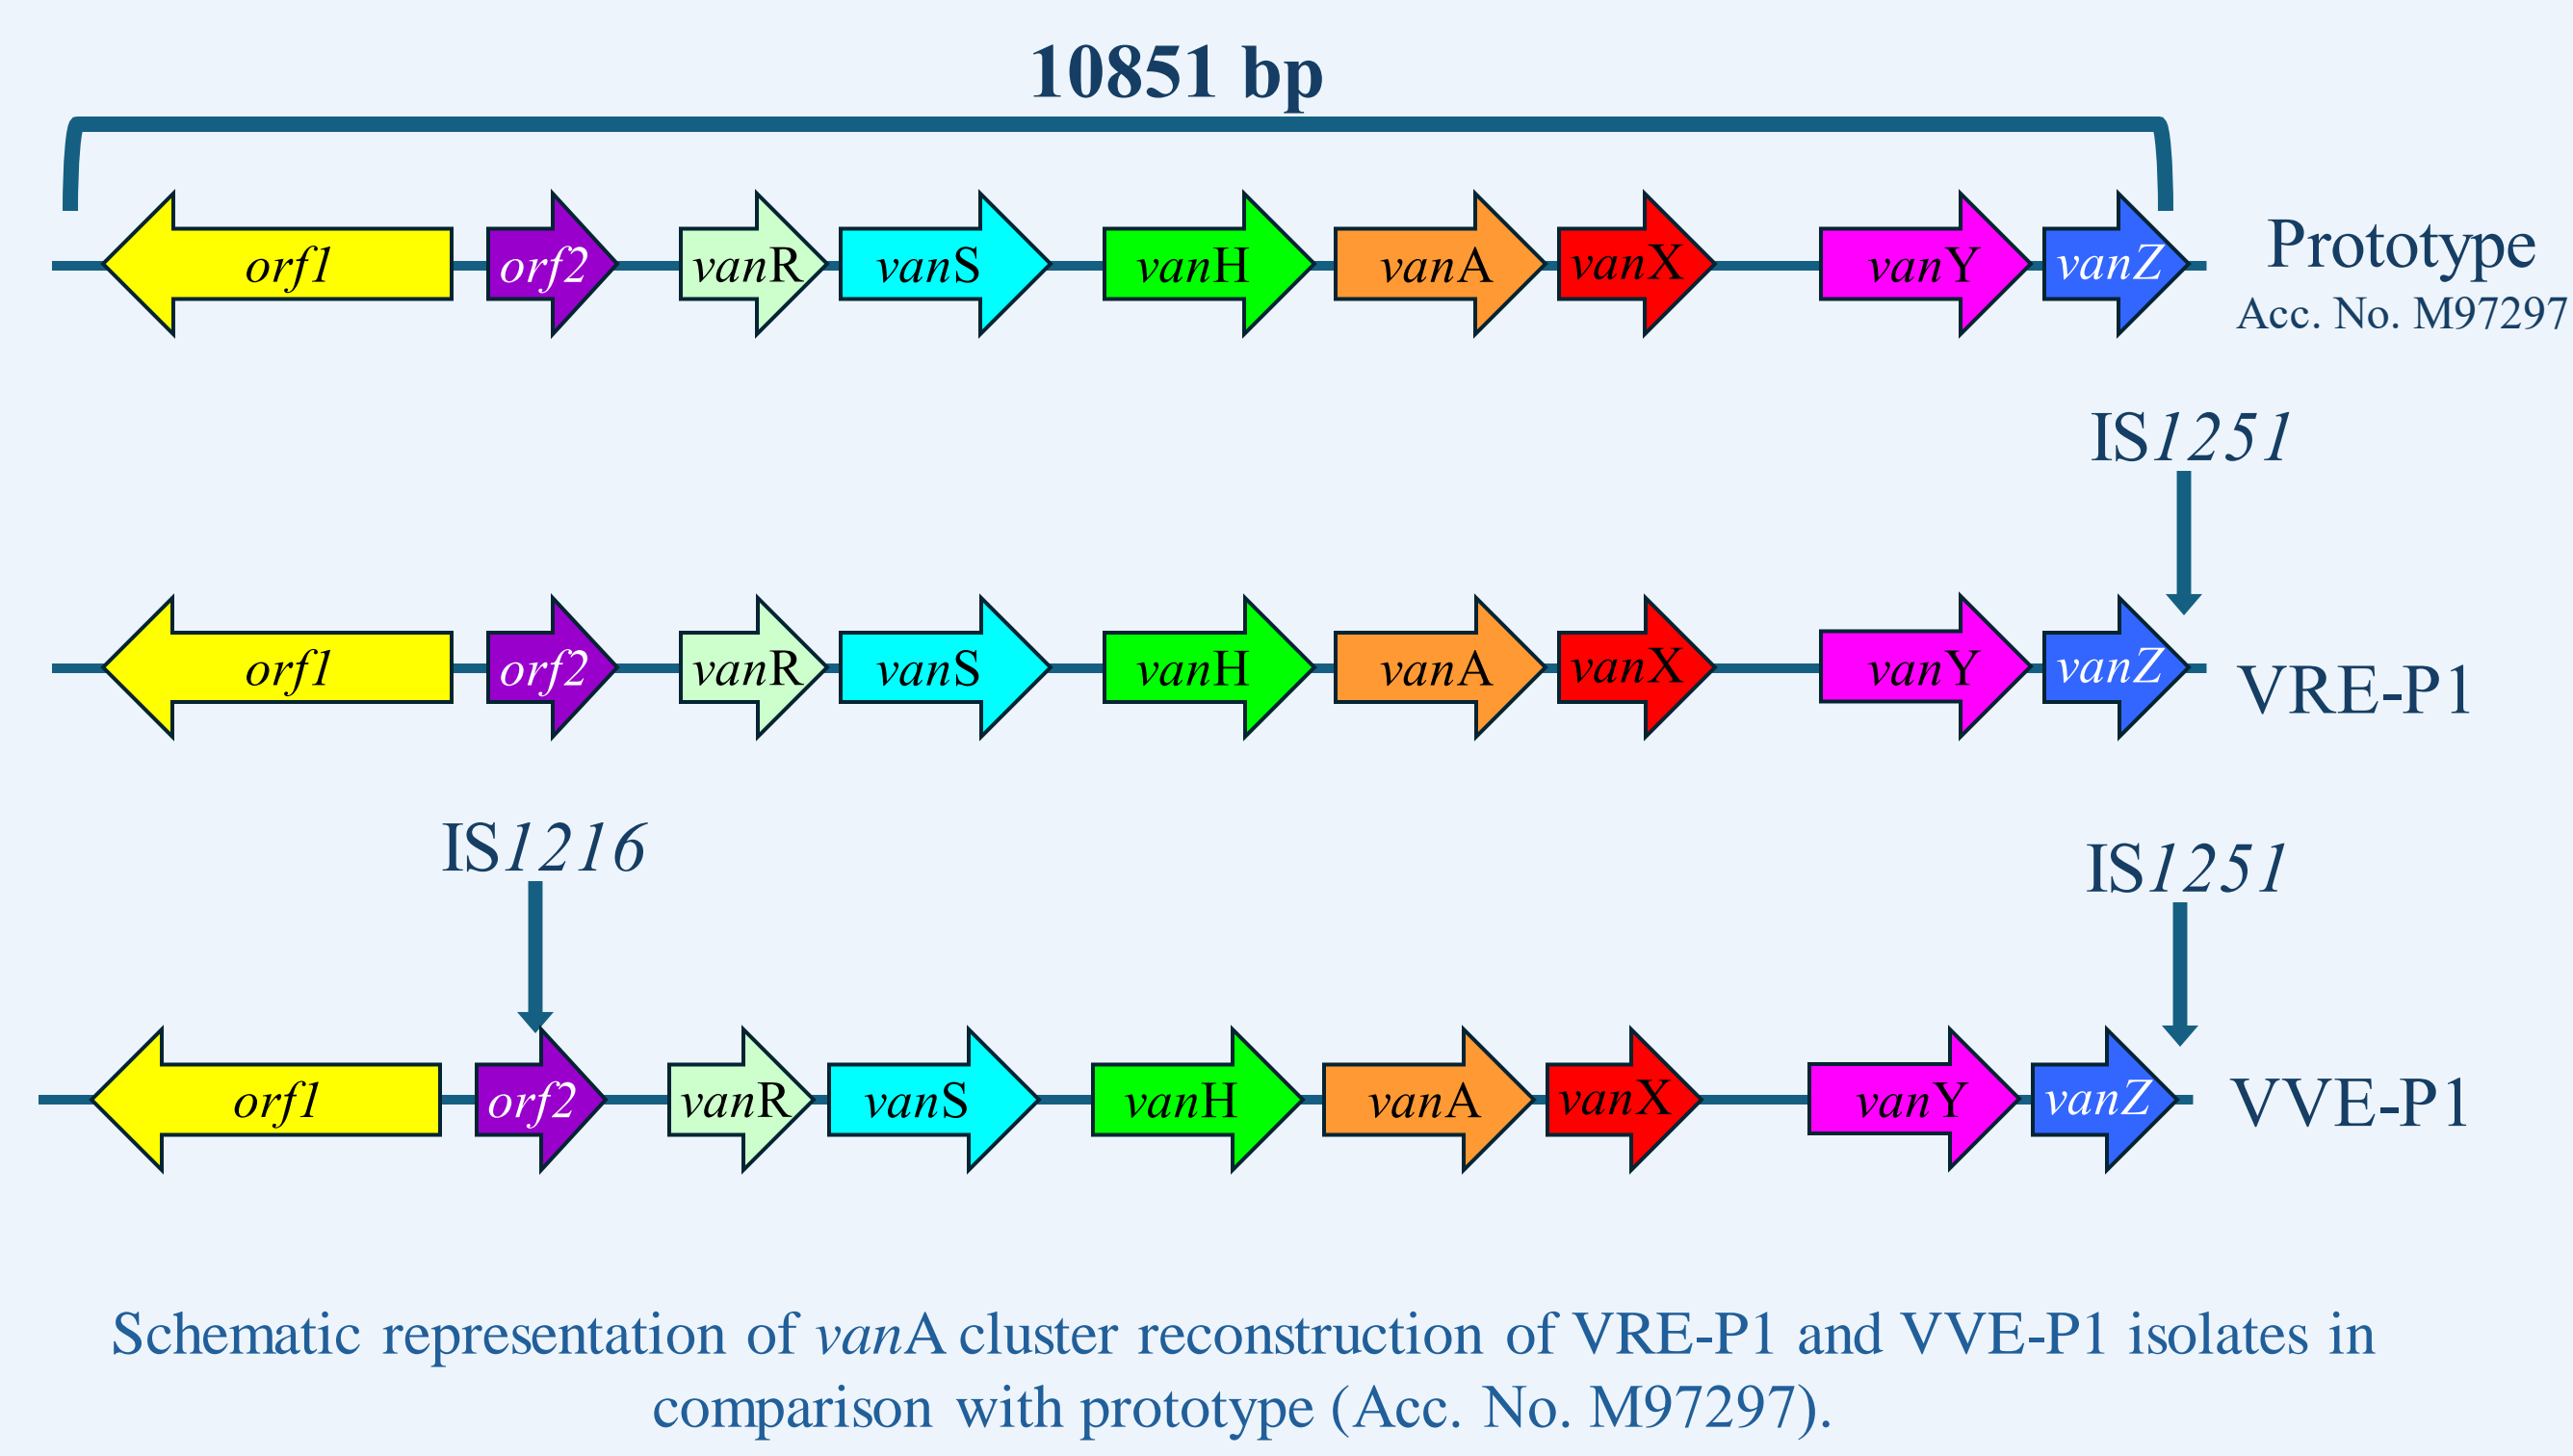 10851 bp
orf1 orf2 vanR vanS vanH vanA vanX vanY vanZ
Prototype
Acc. No. M97297
IS1251
orf1 orf2 vanR vanS vanH vanA vanX vanY vanZ
VRE-P1
IS1216
IS1251
orf1 orf2 vanR vanS vanH vanA vanX vanY vanZ
VVE-P1
Schematic representation of vanA cluster reconstruction of VRE-P1 and VVE-P1 isolates in
comparison with prototype (Acc. No. M97297).